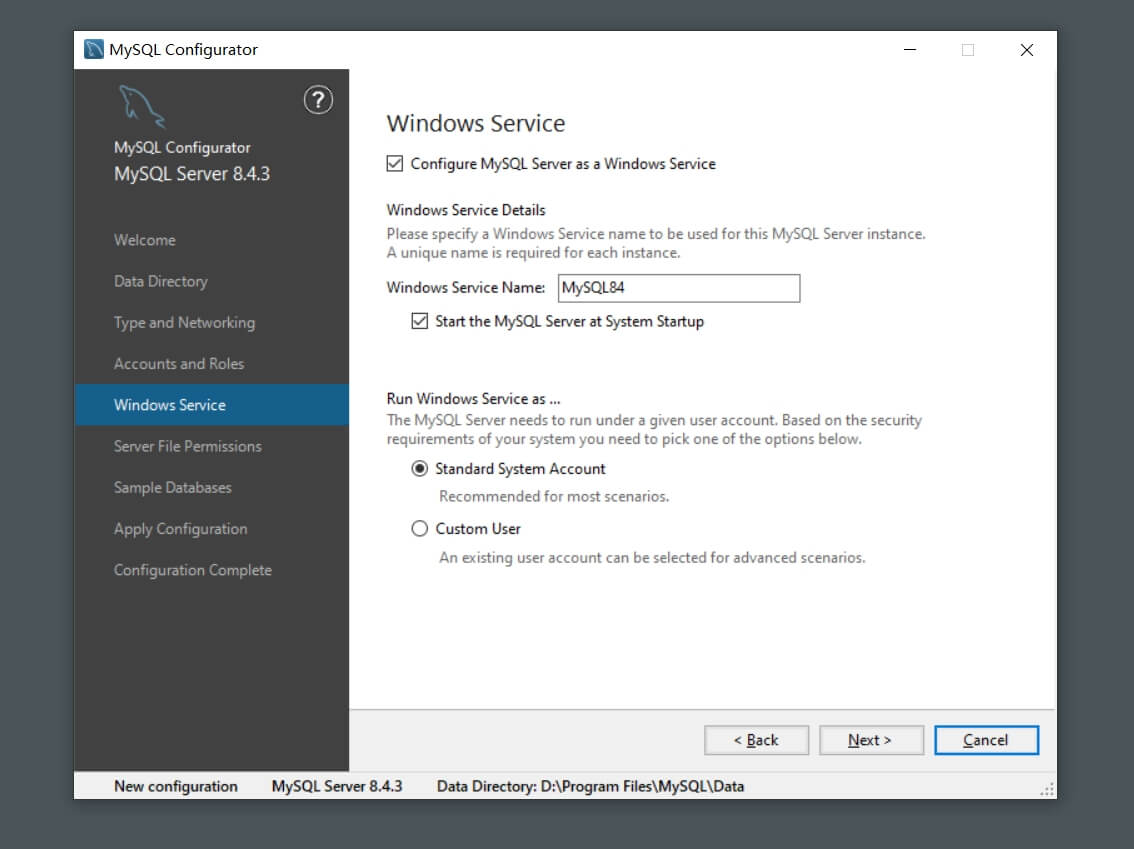 MySQL Configurator
?
MySQL Configurator
MySQL Server 8.4.3
Welcome
Data Directory
Type and Networking
Accounts and Roles
Windows Service
Server File Permissions
Sample Databases
Apply Configuration
Configuration Complete
Windows Service
Configure MySQL Server as a Windows Service
Windows Service Details
Please specify a Windows Service name to be used for this MySQL Server instance.
A unique name is required for each instance.
Windows Service Name: MySQL84
Start the MySQL Server at System Startup
Run Windows Service as ...
The MySQL Server needs to run under a given user account. Based on the security
requirements of your system you need to pick one of the options below.
Standard System Account
Recommended for most scenarios.
Custom User
An existing user account can be selected for advanced scenarios.
< Back Next > Cancel
New configuration MySQL Server 8.4.3 Data Directory: D:\Program Files\MySQL\Data